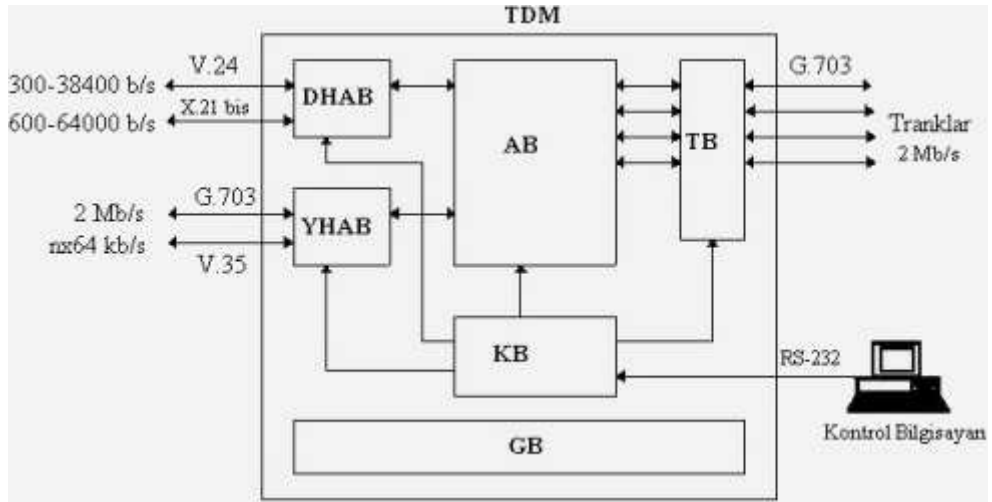 TDM
300-38400 b/s
V.24
600-64000 b/s
X.21 bis
DHAB
AB
TB
G.703
Tranklar
2 Mb/s
2 Mb/s
G.703
nx64 kb/s
V.35
YHAB
KB
RS-232
Kontrol Bilgisayarı
GB